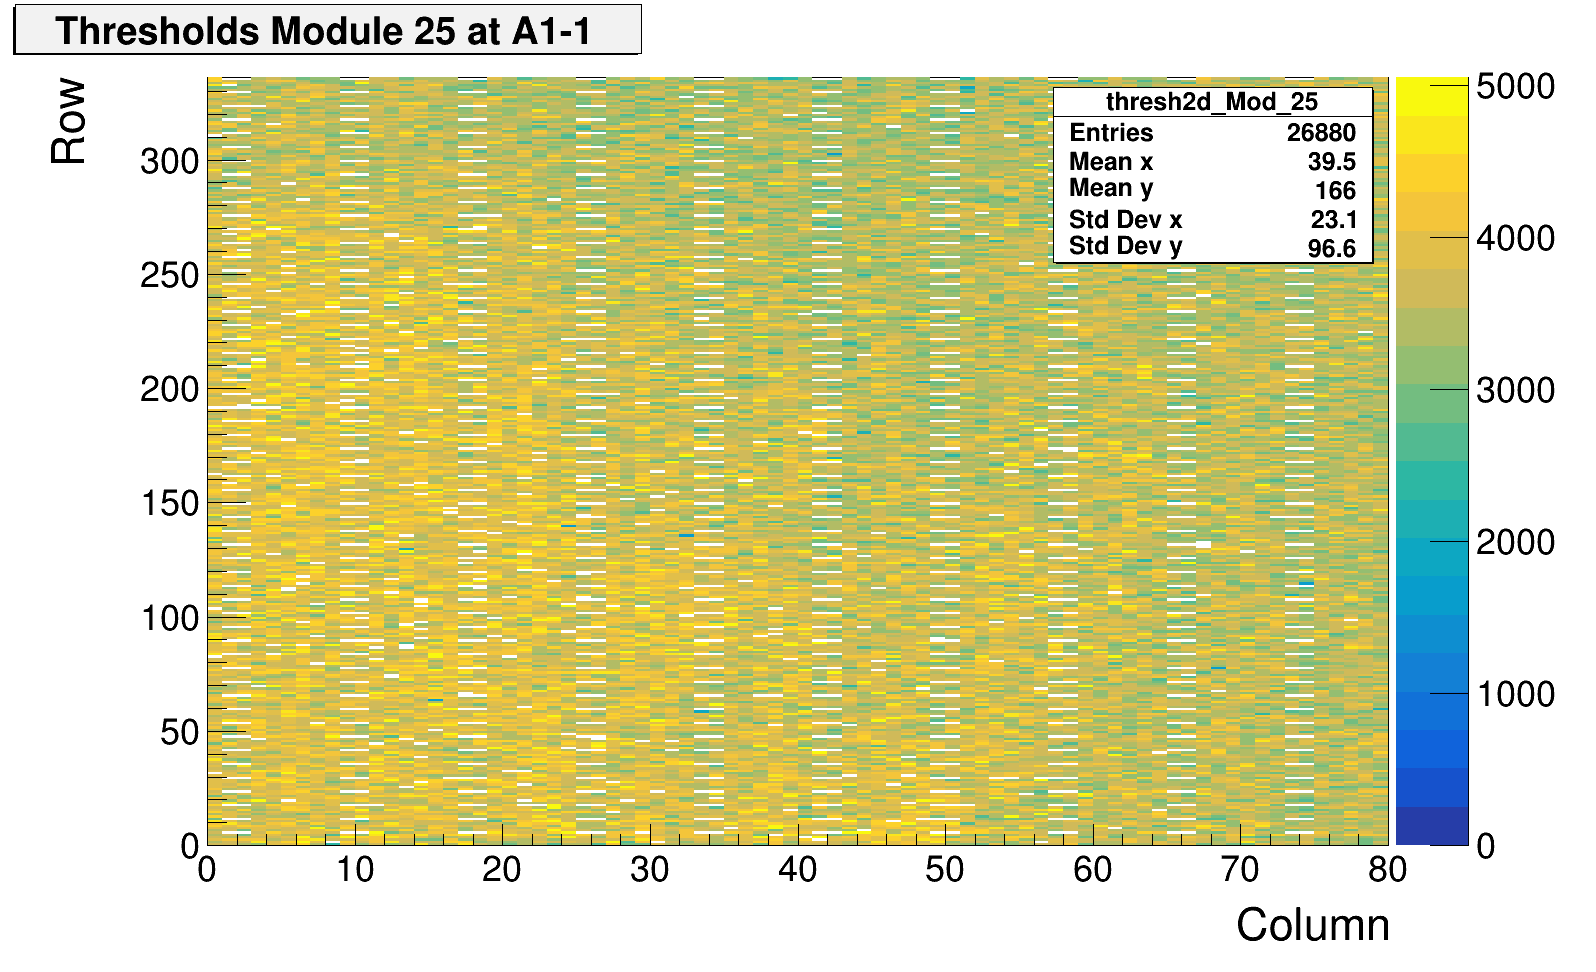 Thresholds Module 25 at A1-1
Row
thresh2d_Mod_25
Entries 26880
Mean x 39.5
Mean y 166
Std Dev x 23.1
Std Dev y 96.6
300
250
200
150
100
50
0
0 10 20 30 40 50 60 70 80
Column
5000
4000
3000
2000
1000
0